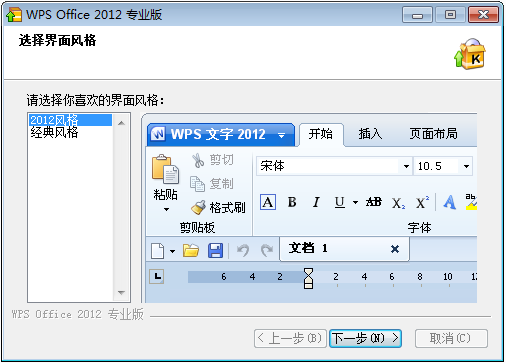 WPS Office 2012 专业版
选择界面风格
K
请选择你喜欢的界面风格：
2012风格
经典风格
WPS 文字 2012 开始 插入 页面布局
粘贴 剪切 宋体 10.5
复制
格式刷 A B I U AB X₂ X² A ab
剪贴板 字体
文档 1
L 6 4 2 2 4 6 8 10 12
WPS Office 2012 专业版
< 上一步(B) 下一步(N) > 取消(C)